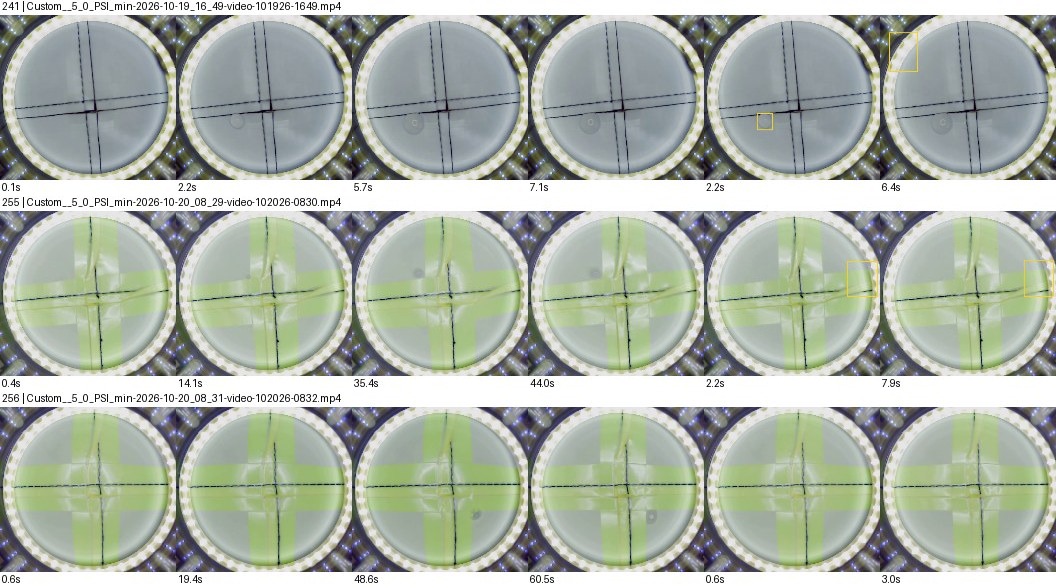 241 | Custom__5_0_PSI_min-2026-10-19_16_49-video-101926-1649.mp4
0.1s 2.2s 5.7s 7.1s 2.2s 6.4s
255 | Custom__5_0_PSI_min-2026-10-20_08_29-video-102026-0830.mp4
0.4s 14.1s 35.4s 44.0s 2.2s 7.9s
256 | Custom__5_0_PSI_min-2026-10-20_08_31-video-102026-0832.mp4
0.6s 19.4s 48.6s 60.5s 0.6s 3.0s